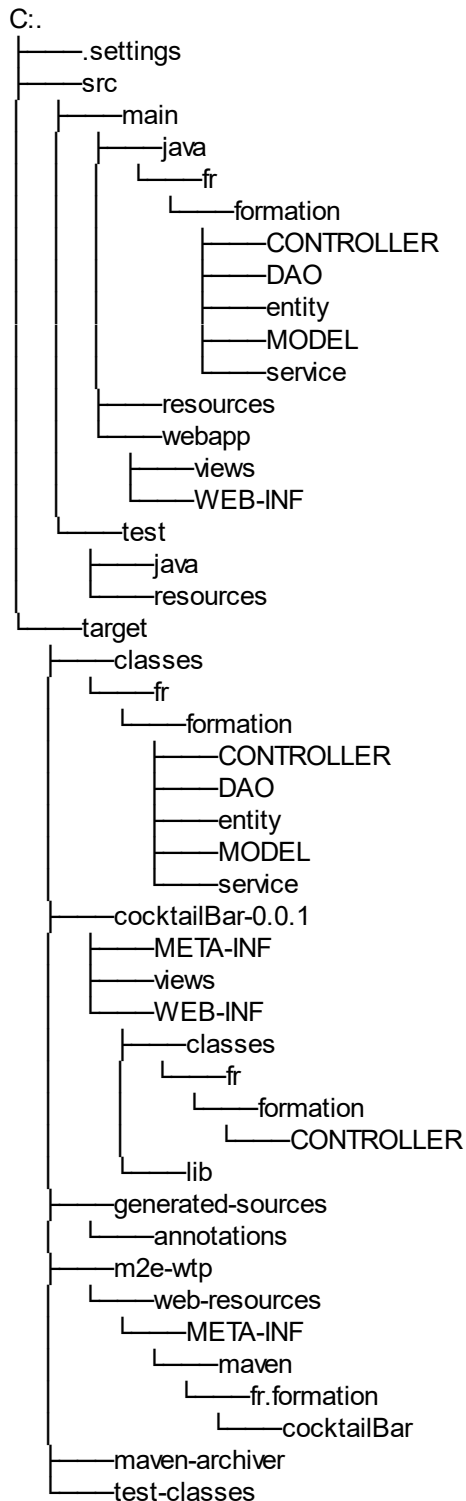 C:.
.settings
src
main
java
fr
formation
CONTROLLER
DAO
entity
MODEL
service
resources
webapp
views
WEB-INF
test
java
resources
target
classes
fr
formation
CONTROLLER
DAO
entity
MODEL
service
cocktailBar-0.0.1
META-INF
views
WEB-INF
classes
fr
formation
CONTROLLER
lib
generated-sources
annotations
m2e-wtp
web-resources
META-INF
maven
fr.formation
cocktailBar
maven-archiver
test-classes